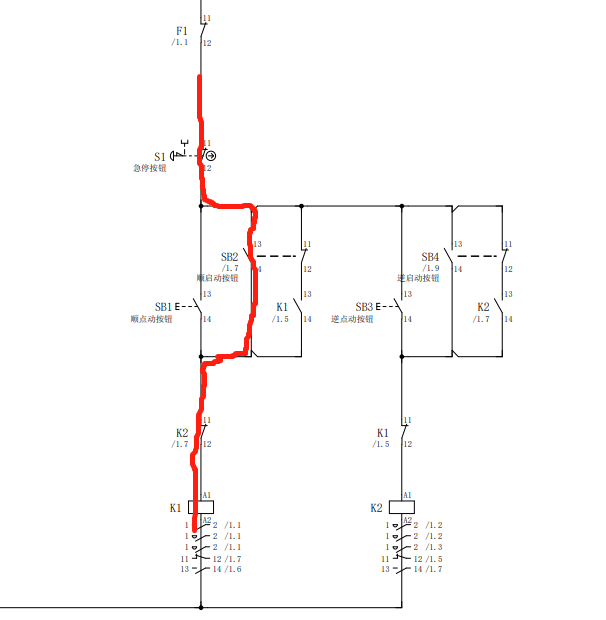 11
F1
/1.1
12
11
S1
急停按钮
12
13
11
13
11
SB2
SB4
/1.7
14
12
/1.9
14
12
顺启动按钮
逆启动按钮
13
13
13
13
SB1
K1
SB3
K2
顺点动按钮
14
/1.5
14
逆点动按钮
14
/1.7
14
11
11
K2
K1
/1.7
12
/1.5
12
A1
A1
K1
K2
A2
A2
1 2 /1.1
1 2 /1.2
1 2 /1.1
1 2 /1.2
1 2 /1.1
1 2 /1.3
11 12 /1.7
11 12 /1.5
13 14 /1.6
13 14 /1.7